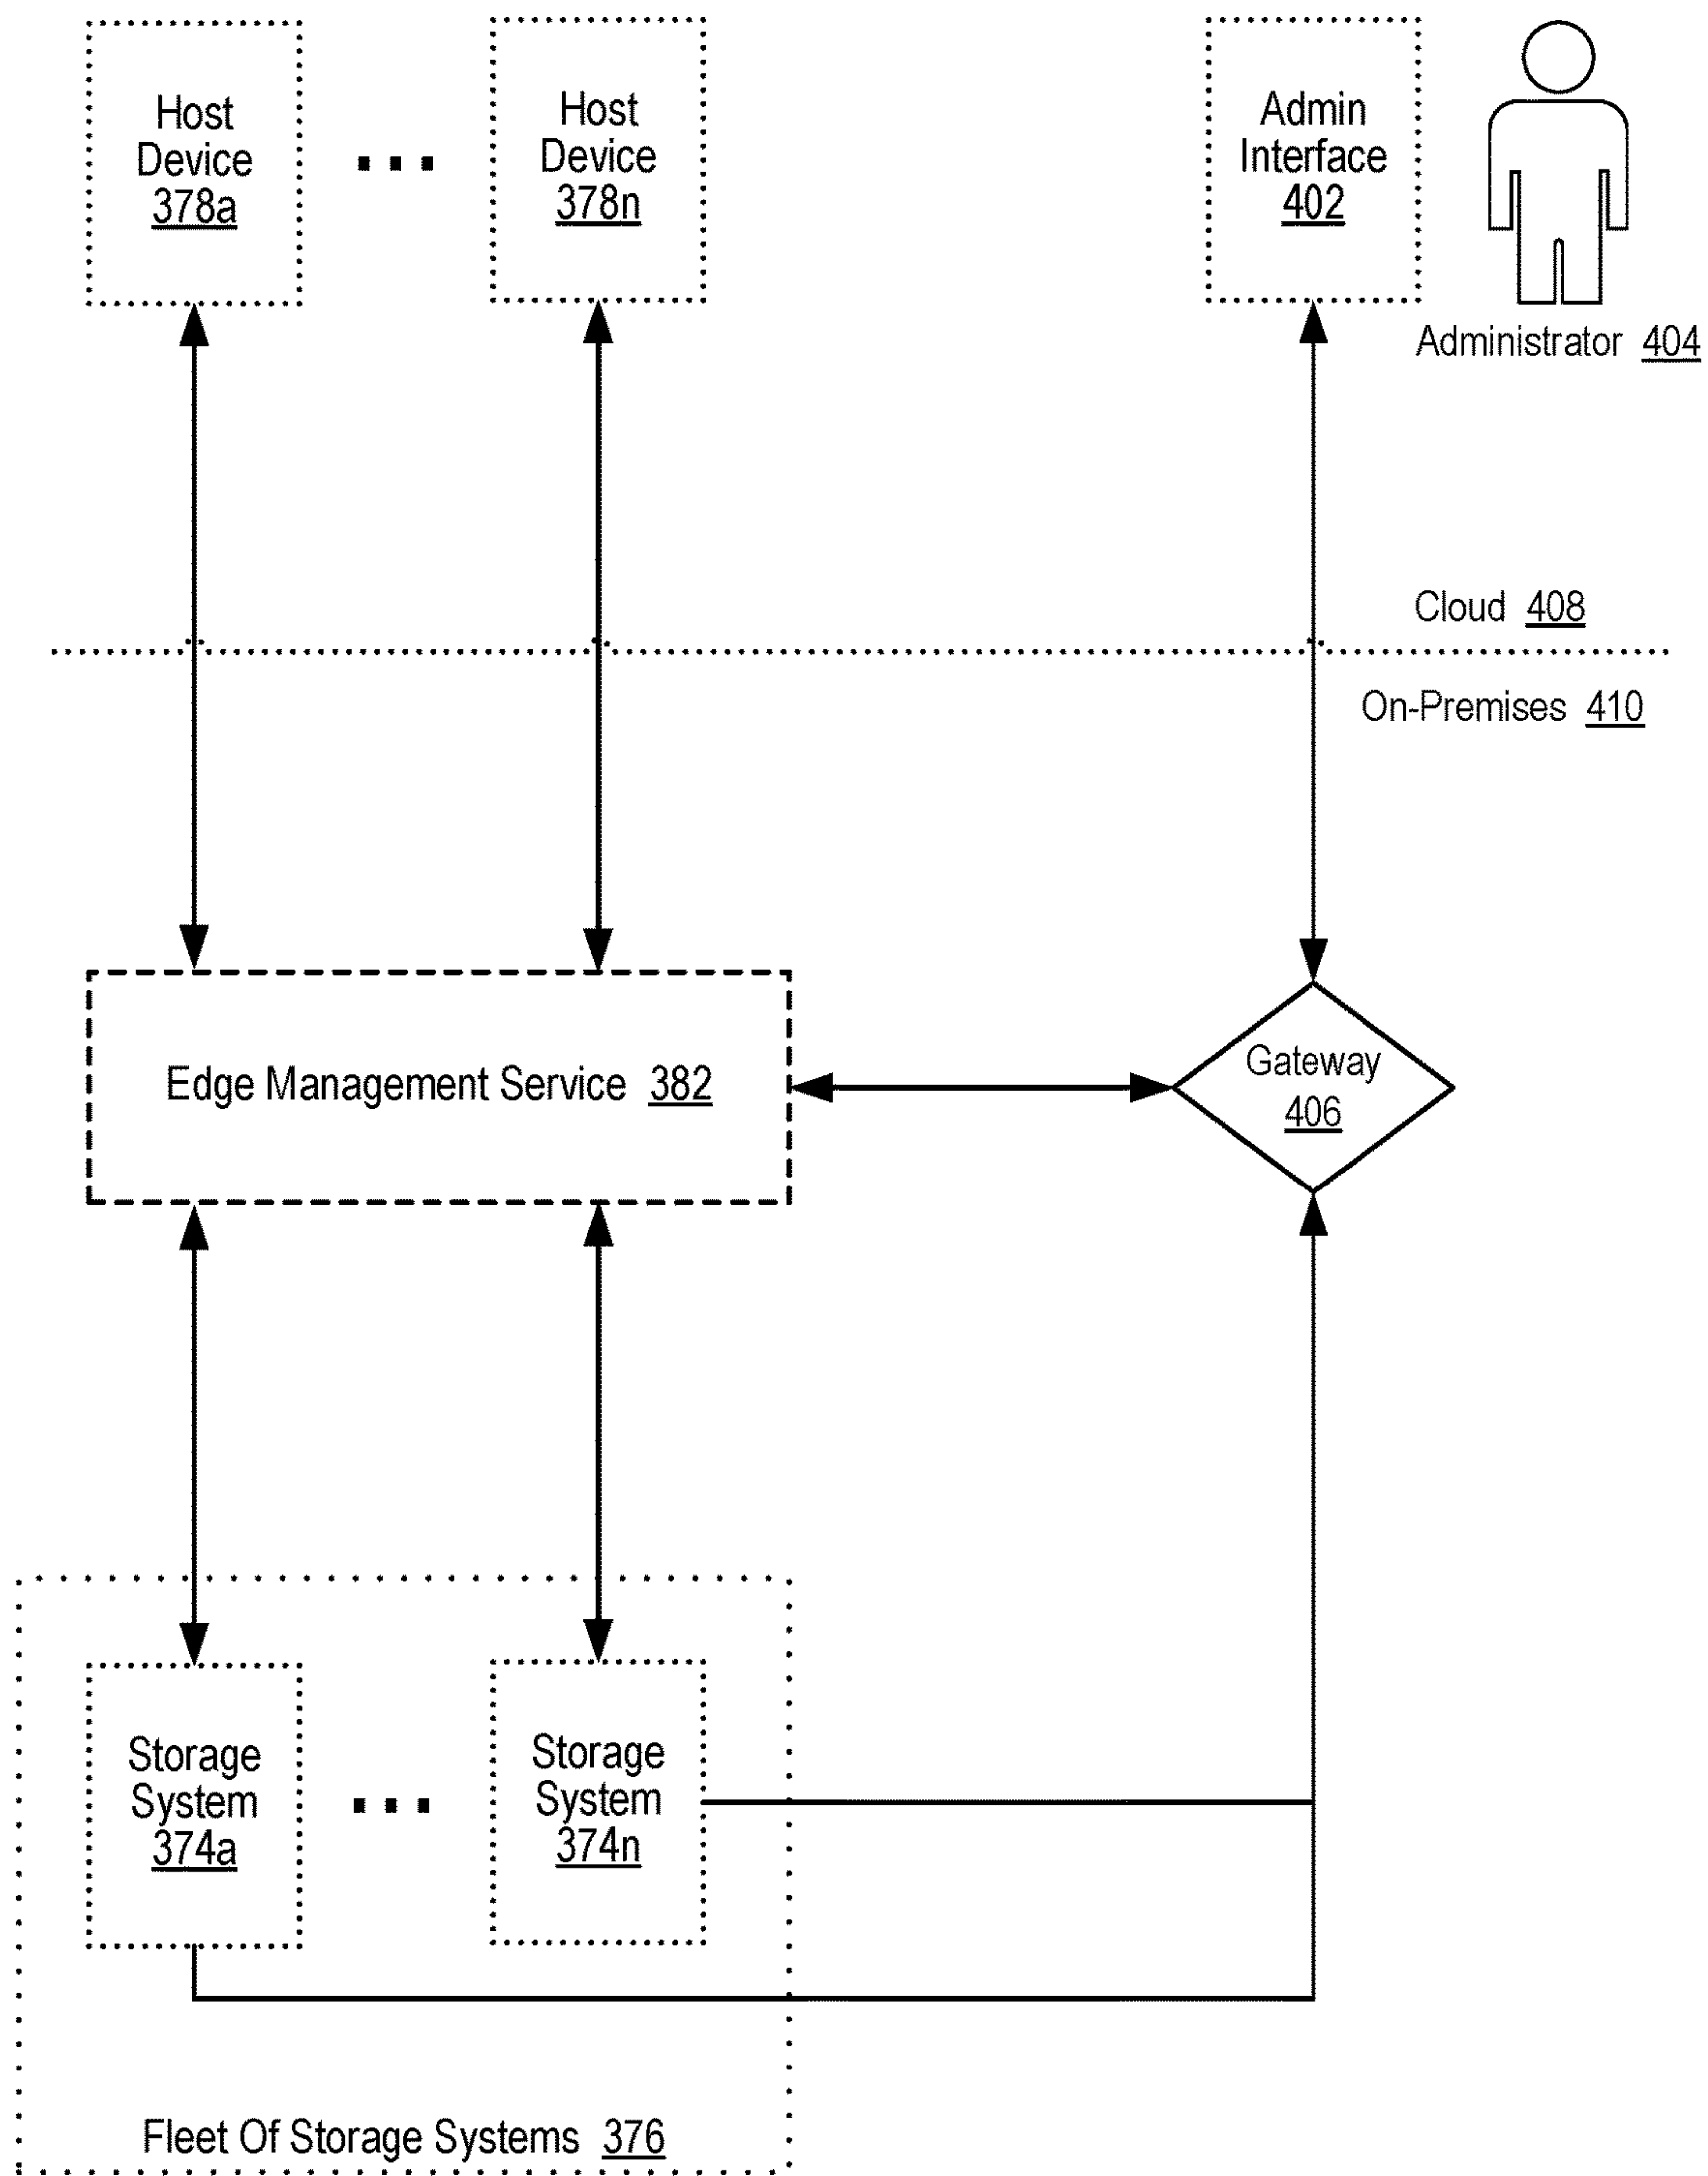 Host
Device
378a
Host
Device
378n
Admin
Interface
402
Administrator 404
Cloud 408
On-Premises 410
Edge Management Service 382
Gateway
406
Storage
System
374a
Storage
System
374n
Fleet Of Storage Systems 376